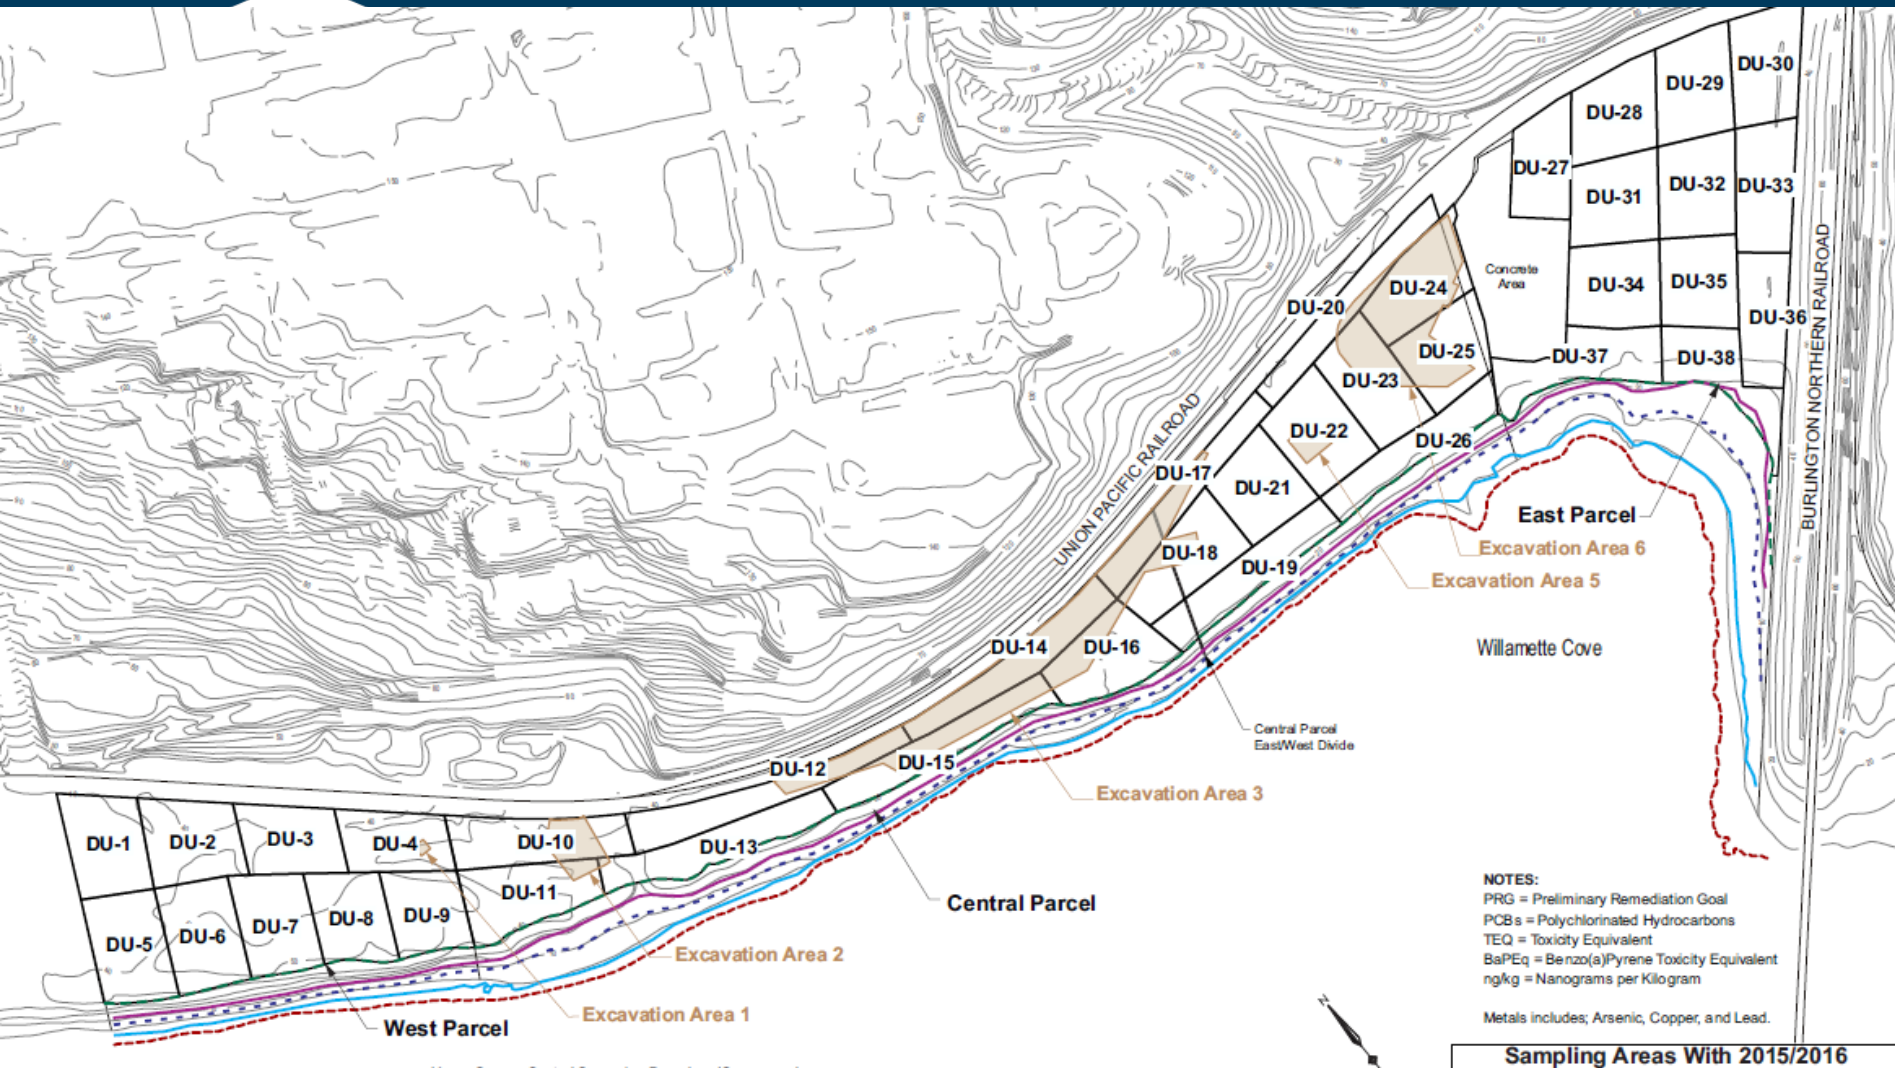 DU-30
DU-29
DU-28
DU-27
DU-31
DU-32
DU-33
DU-34
DU-35
DU-36
DU-37
DU-38
Concrete
Area
DU-24
DU-20
DU-25
DU-23
DU-22
DU-26
DU-17
DU-21
DU-18
DU-19
DU-14
DU-16
DU-12
DU-15
DU-13
DU-10
DU-11
DU-1
DU-2
DU-3
DU-4
DU-5
DU-6
DU-7
DU-8
DU-9
UNION PACIFIC RAILROAD
BURLINGTON NORTHERN RAILROAD
East Parcel
Excavation Area 6
Excavation Area 5
Willamette Cove
Central Parcel
East/West Divide
Excavation Area 3
Central Parcel
Excavation Area 2
Excavation Area 1
West Parcel
NOTES:
PRG = Preliminary Remediation Goal
PCBs = Polychlorinated Hydrocarbons
TEQ = Toxicity Equivalent
BaPEq = Benzo(a)Pyrene Toxicity Equivalent
ng/kg = Nanograms per Kilogram
Metals includes; Arsenic, Copper, and Lead.
N
Sampling Areas With 2015/2016